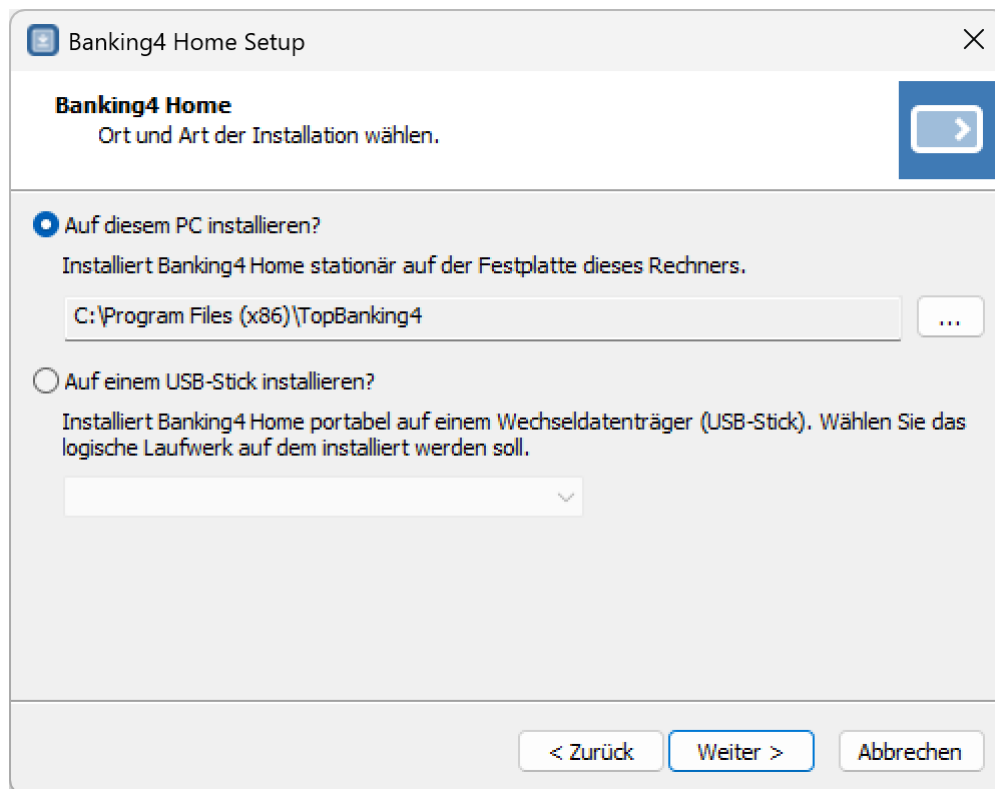 Banking4 Home Setup
Banking4 Home
Ort und Art der Installation wählen.
Auf diesem PC installieren?
Installiert Banking4 Home stationär auf der Festplatte dieses Rechners.
C:\Program Files (x86)\TopBanking4
...
Auf einem USB-Stick installieren?
Installiert Banking4 Home portabel auf einem Wechseldatenträger (USB-Stick). Wählen Sie das
logische Laufwerk auf dem installiert werden soll.
< Zurück Weiter > Abbrechen